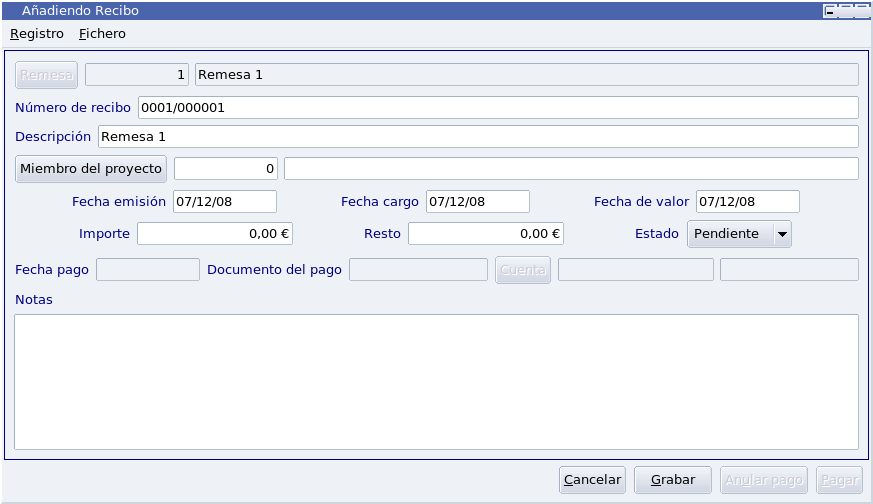 Añadiendo Recibo
Registro Fichero
Remesa 1 Remesa 1
Número de recibo 0001/000001
Descripción Remesa 1
Miembro del proyecto 0
Fecha emisión 07/12/08 Fecha cargo 07/12/08 Fecha de valor 07/12/08
Importe 0,00 € Resto 0,00 € Estado Pendiente
Fecha pago Documento del pago Cuenta
Notas
Cancelar Grabar Anular pago Pagar